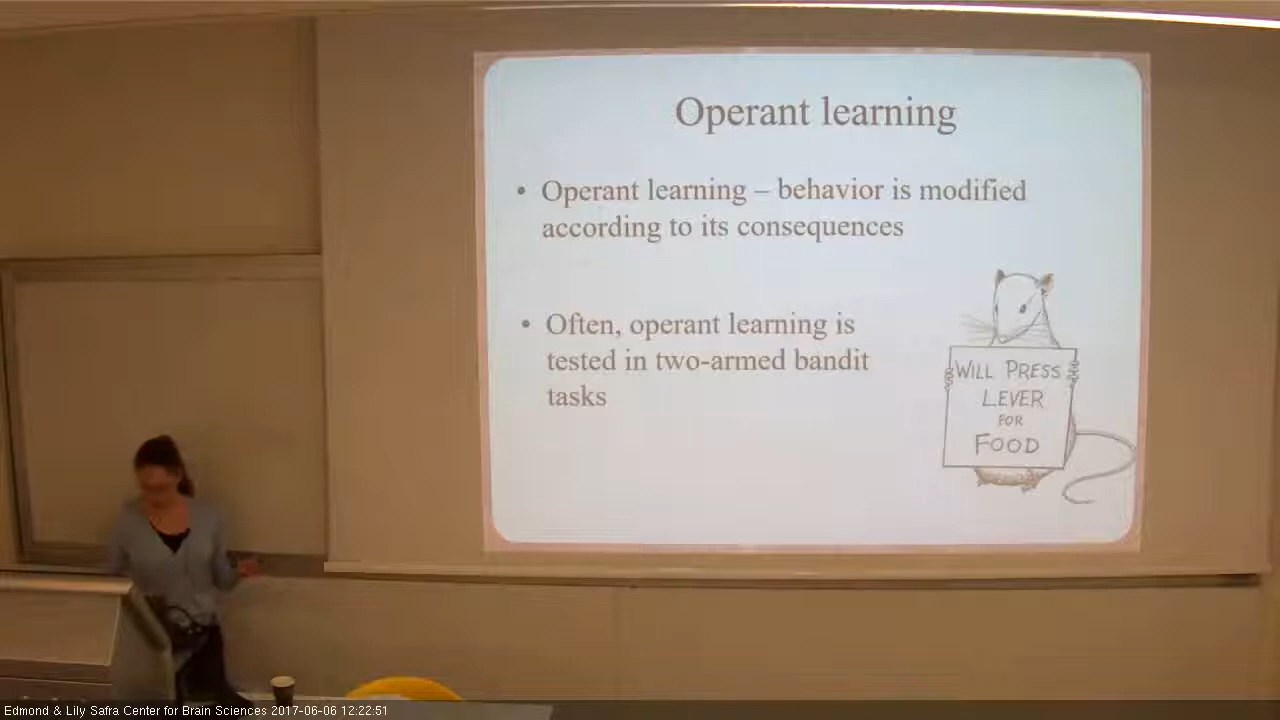 Operant learning
• Operant learning – behavior is modified
according to its consequences
• Often, operant learning is
tested in two-armed bandit
tasks
WILL PRESS
LEVER
FOR
FOOD
Edmond & Lily Safra Center for Brain Sciences 2017-06-06 12:22:51